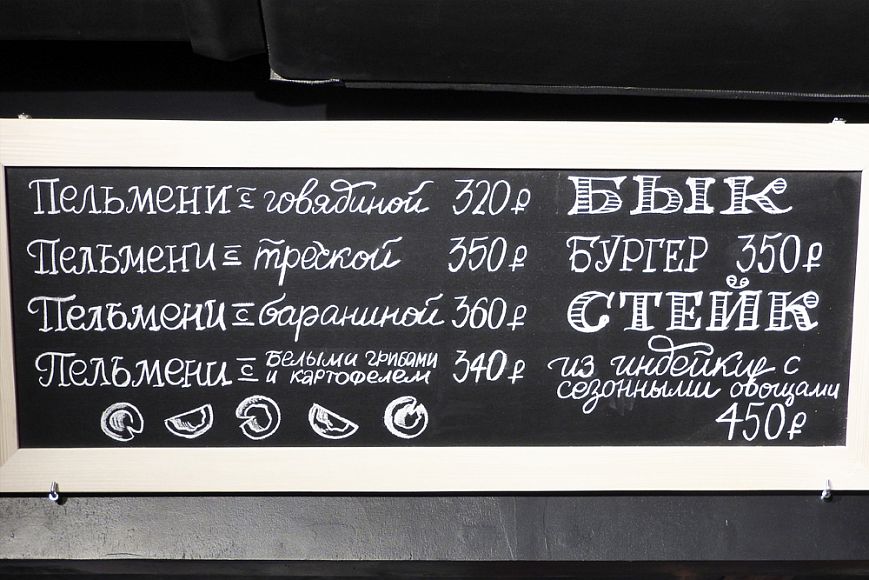 Пельмени с говядиной 320₽
Пельмени с треской 350₽
Пельмени с бараниной 360₽
Пельмени с белыми грибами
и картофелем 340₽
БЫК
БУРГЕР 350₽
СТЕЙК
из индейки с
сезонными овощами
450₽